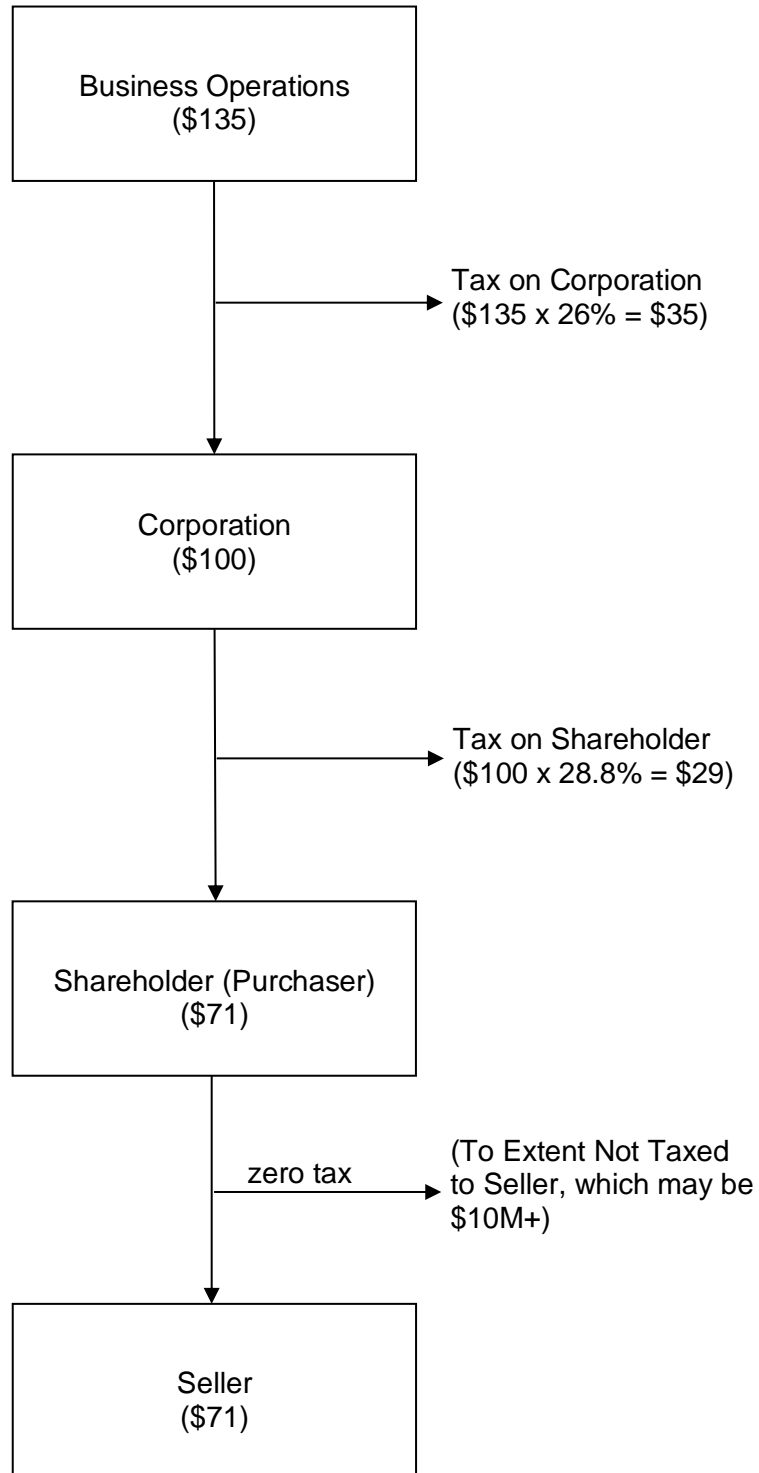 Business Operations
($135)
Tax on Corporation
($135 x 26% = $35)
Corporation
($100)
Tax on Shareholder
($100 x 28.8% = $29)
Shareholder (Purchaser)
($71)
zero tax
(To Extent Not Taxed
to Seller, which may be
$10M+)
Seller
($71)